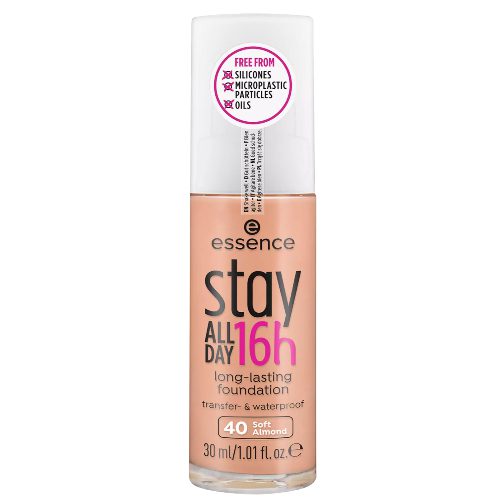 FREE FROM
SILICONES
MICROPLASTIC
PARTICLES
OILS
essence
stay
ALL
DAY 16h
long-lasting
foundation
transfer- & waterproof
40 Soft
Almond
30 ml/1.01 fl. oz. e